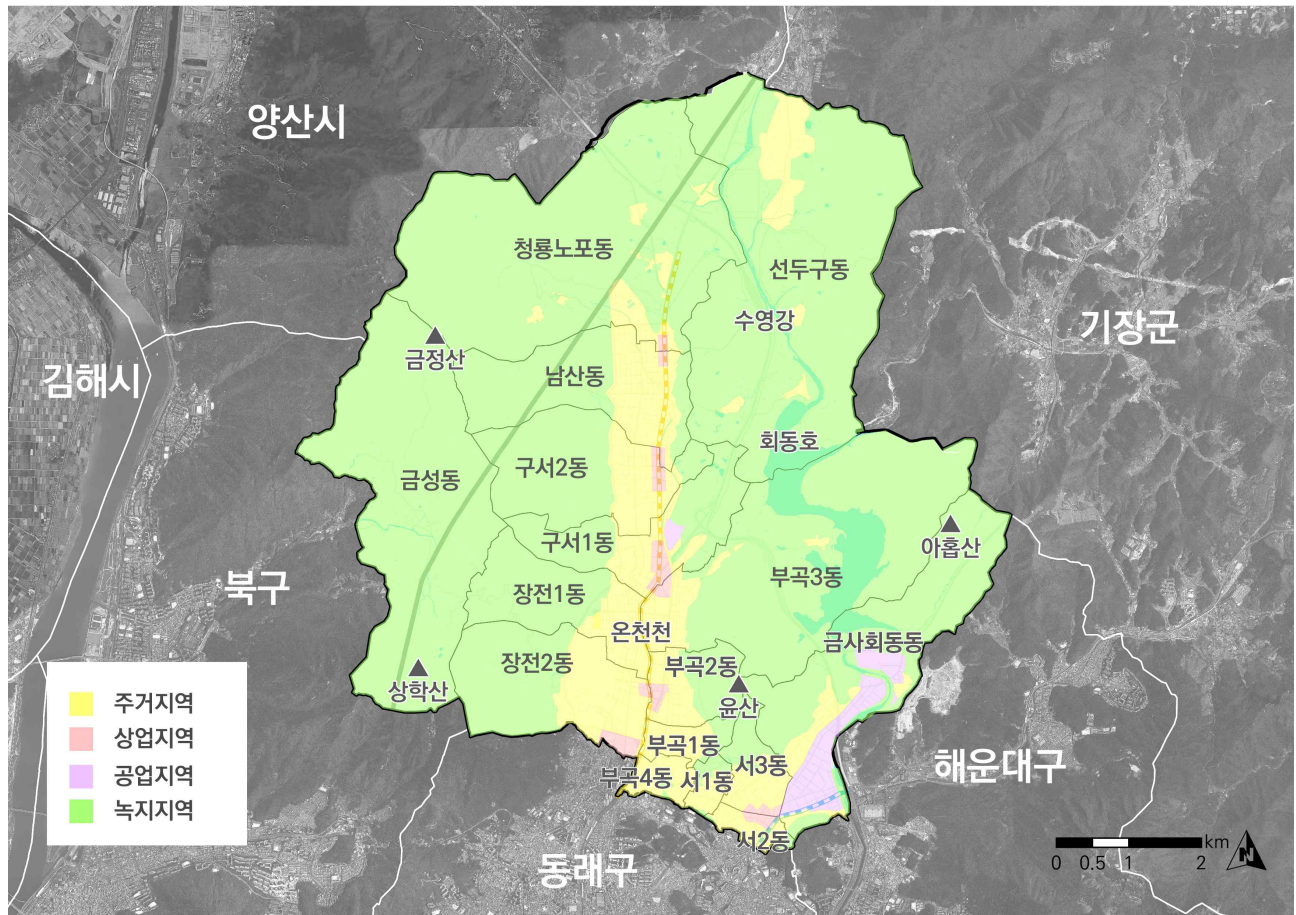 양산시
청룡노포동
선두구동
수영강
기장군
금정산
김해시
남산동
회동호
구서2동
금성동
아홉산
구서1동
부곡3동
북구
장전1동
온천천
금사회동동
장전2동
부곡2동
상학산
윤산
주거지역
상업지역
공업지역
녹지지역
부곡1동
서3동
해운대구
부곡4동
서1동
서2동
동래구
km
0 0.5 1 2
N